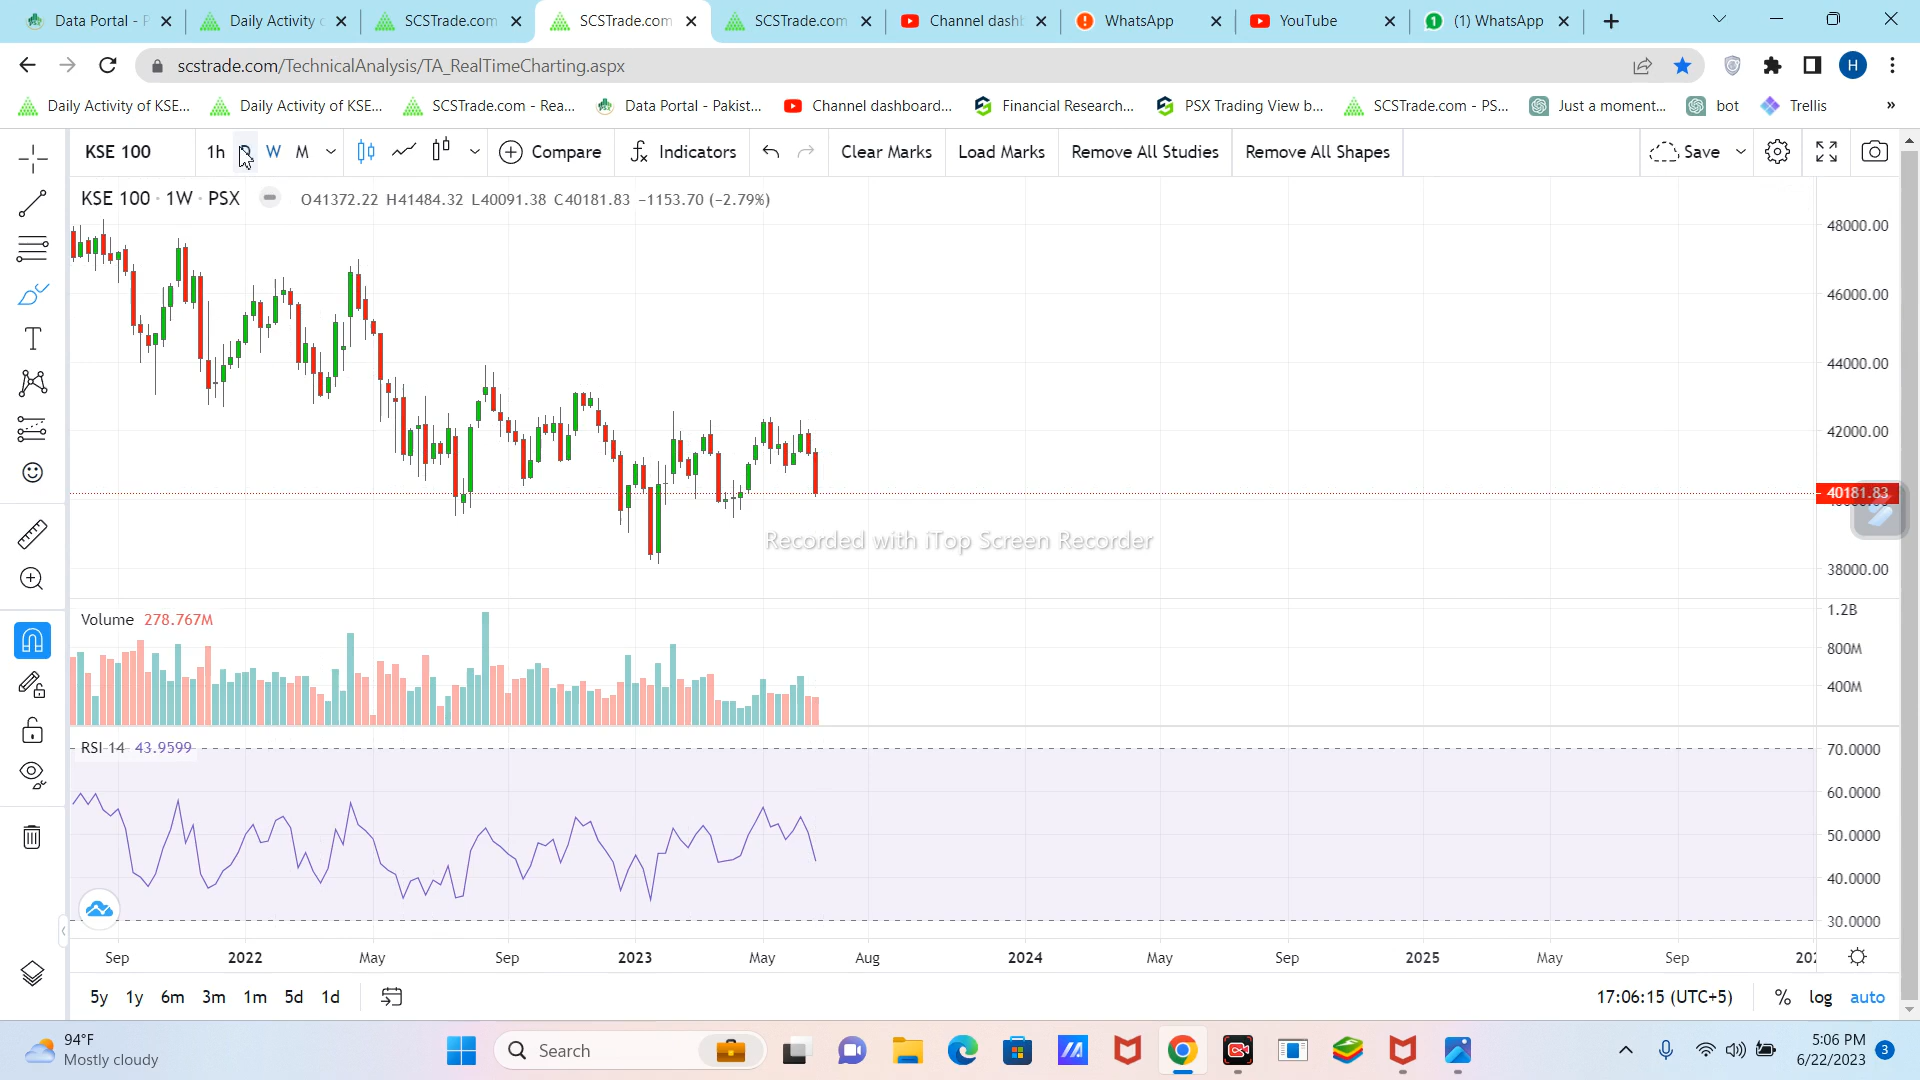 Data Portal - P
Daily Activity o
SCSTrade.com
SCSTrade.com
SCSTrade.com
Channel dash
WhatsApp
YouTube
(1) WhatsApp
scstrade.com/TechnicalAnalysis/TA_RealTimeCharting.aspx
H
Daily Activity of KSE...
Daily Activity of KSE...
SCSTrade.com - Rea...
Data Portal - Pakist...
Channel dashboard...
Financial Research...
PSX Trading View b...
SCSTrade.com - PS...
Just a moment...
bot
Trellis
»
KSE 100
1h
D
W
M
Compare
Indicators
Clear Marks
Load Marks
Remove All Studies
Remove All Shapes
Save
KSE 100 · 1W · PSX
O41372.22 H41484.32 L40091.38 C40181.83 −1153.70 (−2.79%)
48000.00
46000.00
44000.00
42000.00
40181.83
38000.00
Recorded with iTop Screen Recorder
Volume 278.767M
1.2B
800M
400M
RSI 14 43.9599
70.0000
60.0000
50.0000
40.0000
30.0000
Sep
2022
May
Sep
2023
May
Aug
2024
May
Sep
2025
May
Sep
5y 1y 6m 3m 1m 5d 1d
17:06:15 (UTC+5)
% log auto
94°F
Mostly cloudy
Search
5:06 PM
6/22/2023
3